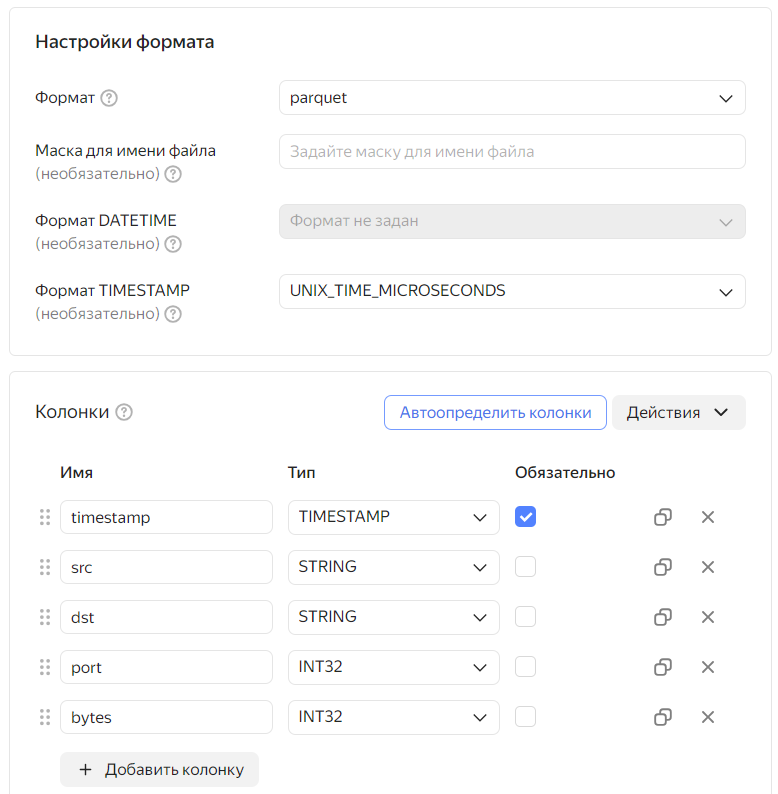 Настройки формата
Формат
parquet
Маска для имени файла
(необязательно)
Задайте маску для имени файла
Формат DATETIME
(необязательно)
Формат не задан
Формат TIMESTAMP
(необязательно)
UNIX_TIME_MICROSECONDS
Колонки
Автоопределить колонки
Действия
Имя Тип Обязательно
timestamp TIMESTAMP
src STRING
dst STRING
port INT32
bytes INT32
+ Добавить колонку